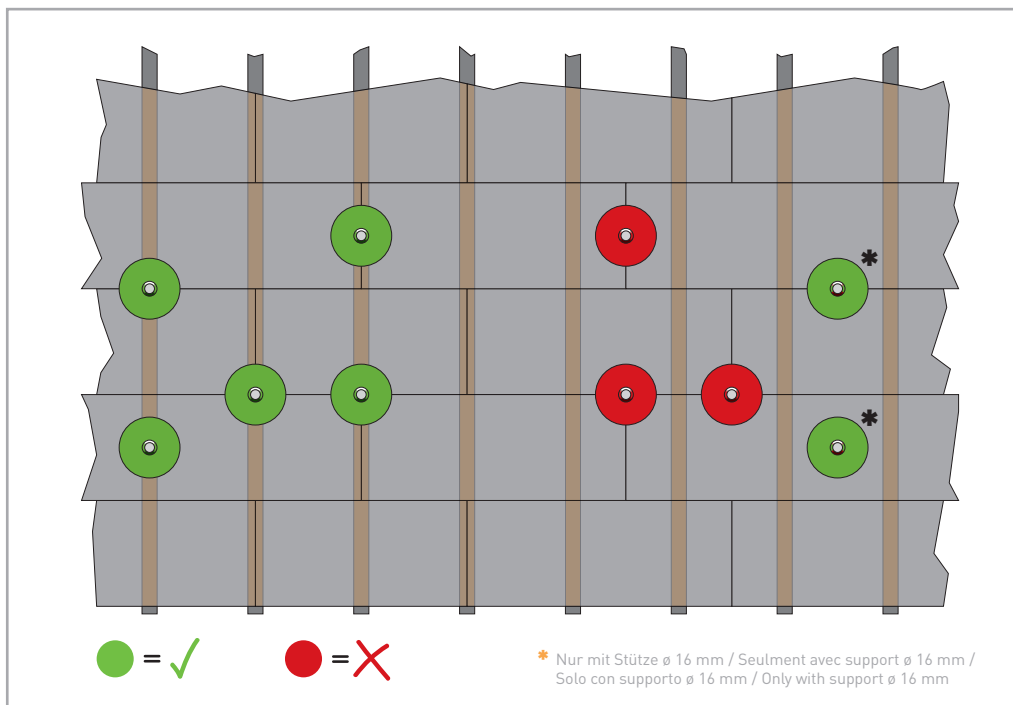 = ✓
= ✗
* Nur mit Stütze ø 16 mm / Seulment avec support ø 16 mm /
Solo con supporto ø 16 mm / Only with support ø 16 mm